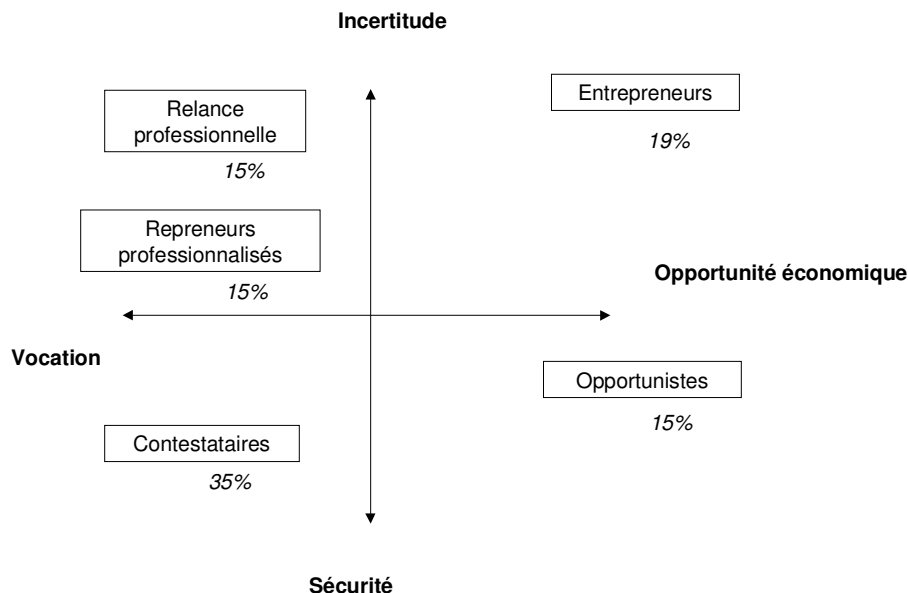 Incertitude
Relance
professionnelle
15%
Entrepreneurs
19%
Repreneurs
professionnalisés
15%
Opportunité économique
Vocation
Opportunistes
15%
Contestataires
35%
Sécurité